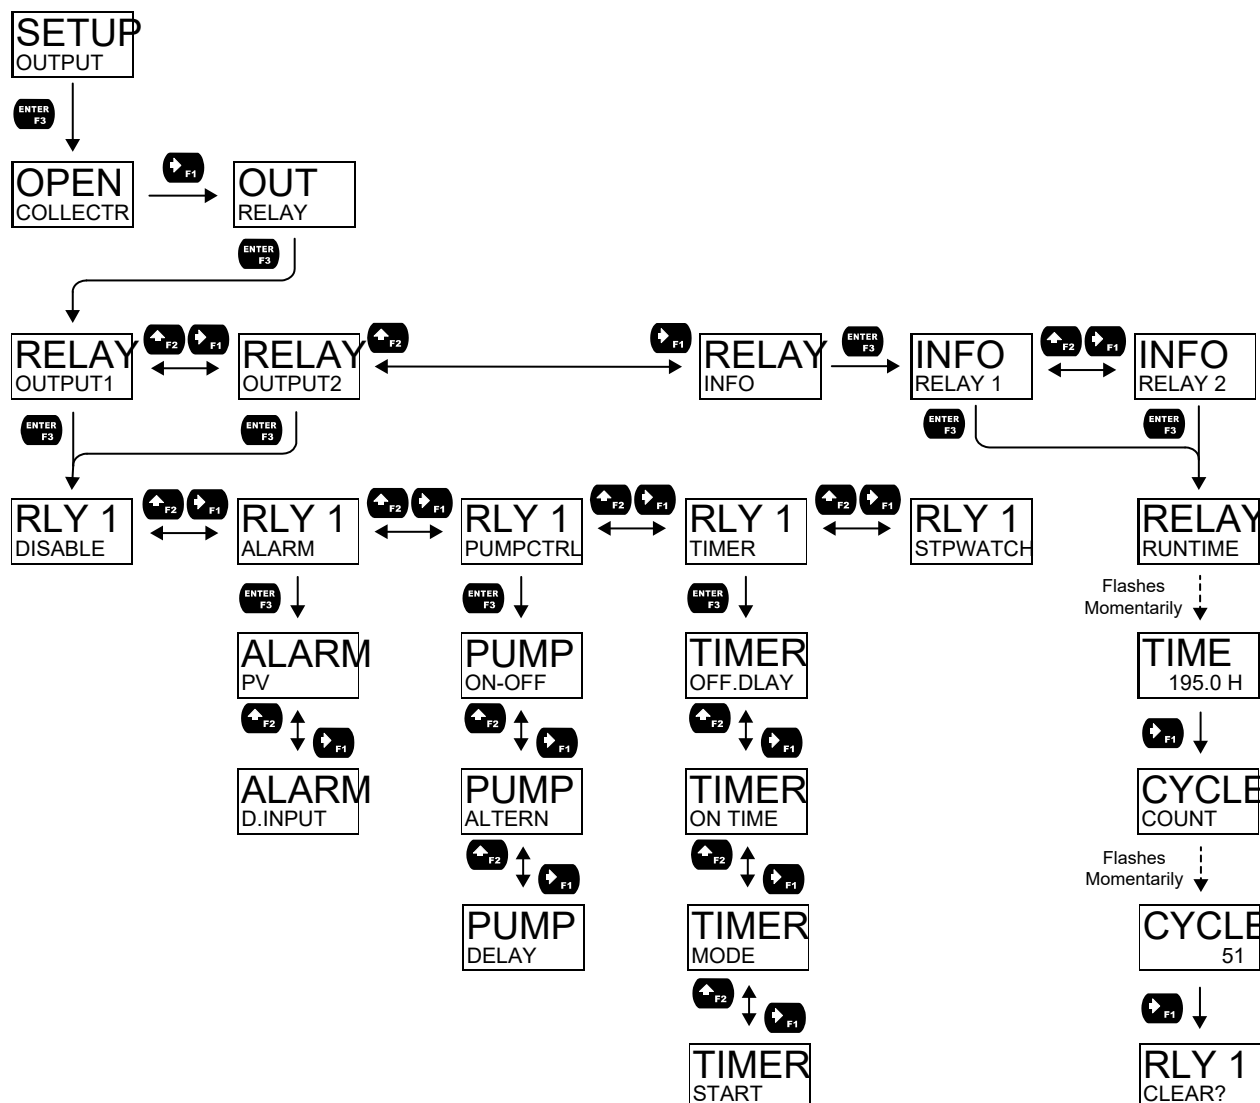 SETUP
OUTPUT
ENTER
F3
OPEN
COLLECTR
F1
OUT
RELAY
ENTER
F3
RELAY
OUTPUT1
F2
F1
RELAY
OUTPUT2
F2
F1
RELAY
INFO
ENTER
F3
INFO
RELAY 1
F2
F1
INFO
RELAY 2
ENTER
F3
ENTER
F3
ENTER
F3
ENTER
F3
RLY 1
DISABLE
F2
F1
RLY 1
ALARM
F2
F1
RLY 1
PUMPCTRL
F2
F1
RLY 1
TIMER
F2
F1
RLY 1
STPWATCH
RELAY
RUNTIME
ENTER
F3
ENTER
F3
ENTER
F3
Flashes
Momentarily
ALARM
PV
PUMP
ON-OFF
TIMER
OFF.DLAY
TIME
195.0 H
F2
F1
F2
F1
F2
F1
F1
ALARM
D.INPUT
PUMP
ALTERN
TIMER
ON TIME
CYCLE
COUNT
F2
F1
F2
F1
Flashes
Momentarily
PUMP
DELAY
TIMER
MODE
CYCLE
51
F2
F1
F1
TIMER
START
RLY 1
CLEAR?